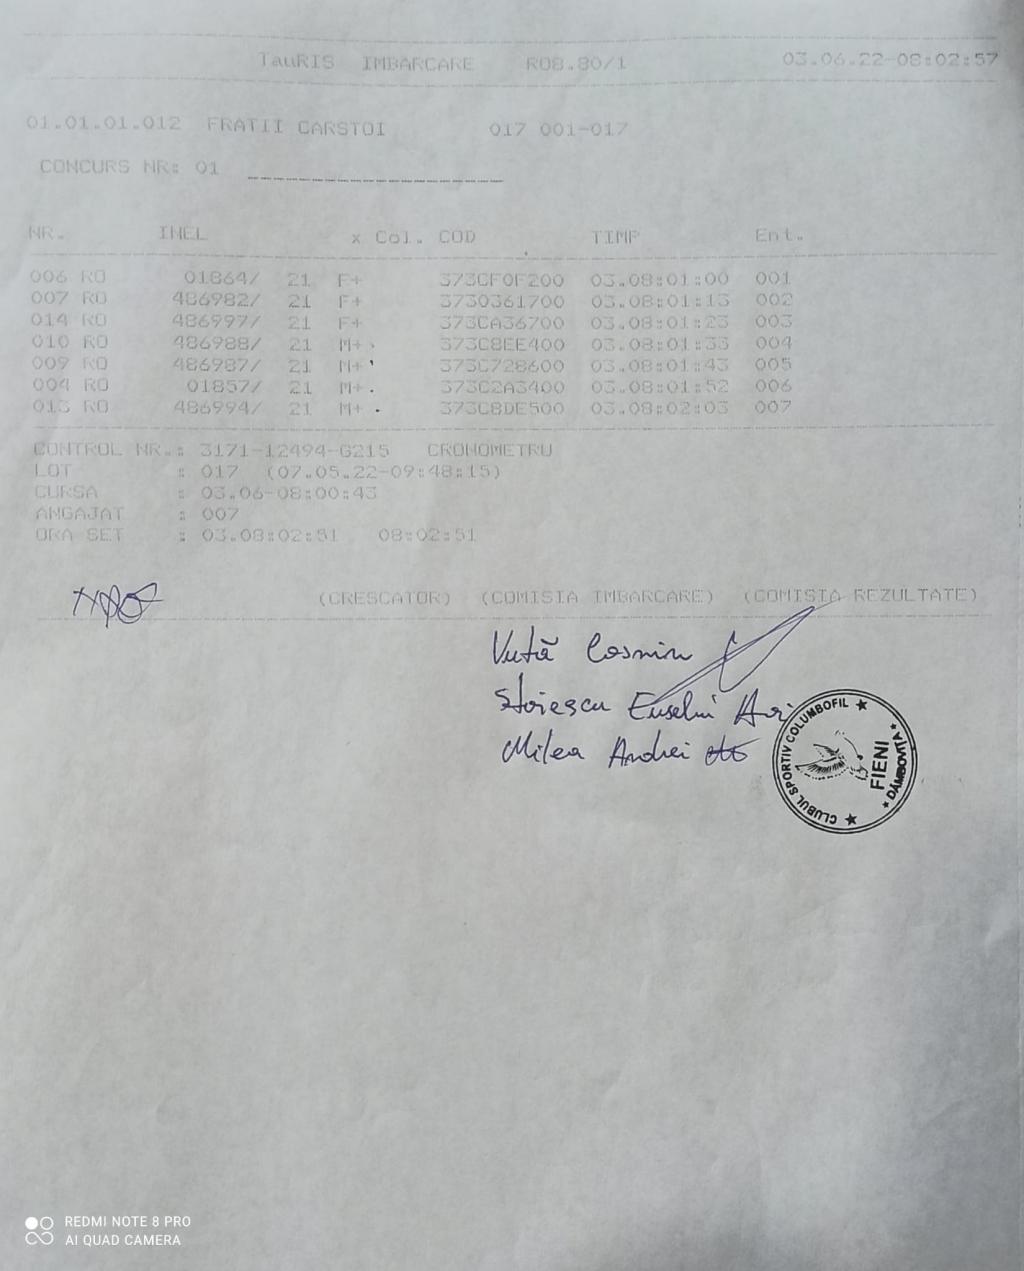 TauRIS IMBARCARE R08.80/1 03.06.22-08:02:57
01.01.01.012 FRATII CARSTOI 017 001-017
CONCURS NR: 01
NR. INEL x Col. COD TIMP Ent.
006 RO 01864/ 21 F+ 373CF0F200 03.08:01:00 001
007 RO 486982/ 21 F+ 3730361700 03.08:01:13 002
014 RO 486997/ 21 F+ 373CA36700 03.08:01:23 003
010 RO 486988/ 21 M+ 373C8EE400 03.08:01:33 004
009 RO 486987/ 21 M+ 373C728600 03.08:01:43 005
004 RO 01857/ 21 M+ 373C2A3400 03.08:01:52 006
013 RO 486994/ 21 M+ 373C8DE500 03.08:02:03 007
CONTROL NR.: 3171-12494-G215 CRONOMETRU
LOT : 017 (07.05.22-09:48:15)
CURSA : 03.06-08:00:43
ANGAJAT : 007
ORA SET : 03.08:02:51 08:02:51
(CRESCATOR) (COMISIA IMBARCARE) (COMISIA REZULTATE)
Vută Cosmin
Stoiescu
Milea Andrei
CLUBUL SPORTIV COLUMBOFIL
FIENI
DÂMBOVIȚA
REDMI NOTE 8 PRO
AI QUAD CAMERA